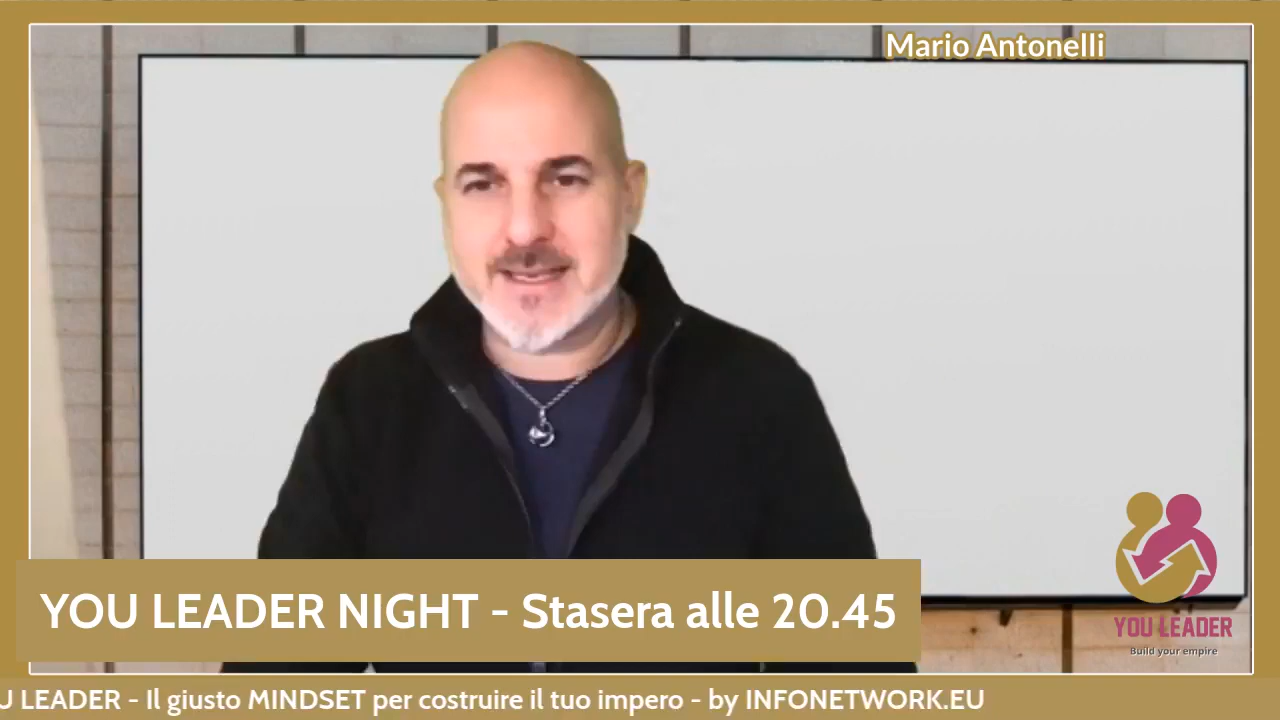 Mario Antonelli
YOU LEADER NIGHT - Stasera alle 20.45
YOU LEADER
Build your empire
U LEADER - Il giusto MINDSET per costruire il tuo impero - by INFONETWORK.EU